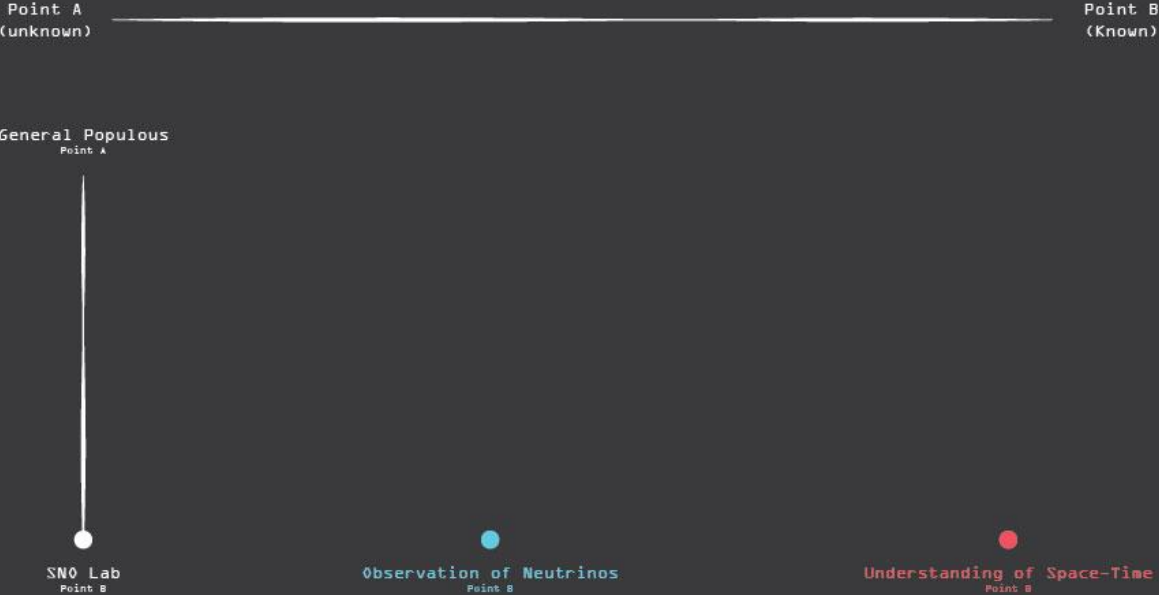 Point A
(unknown)
Point B
(Known)
General Populous
Point A
SNO Lab
Point B
Observation of Neutrinos
Point B
Understanding of Space-Time
Point B